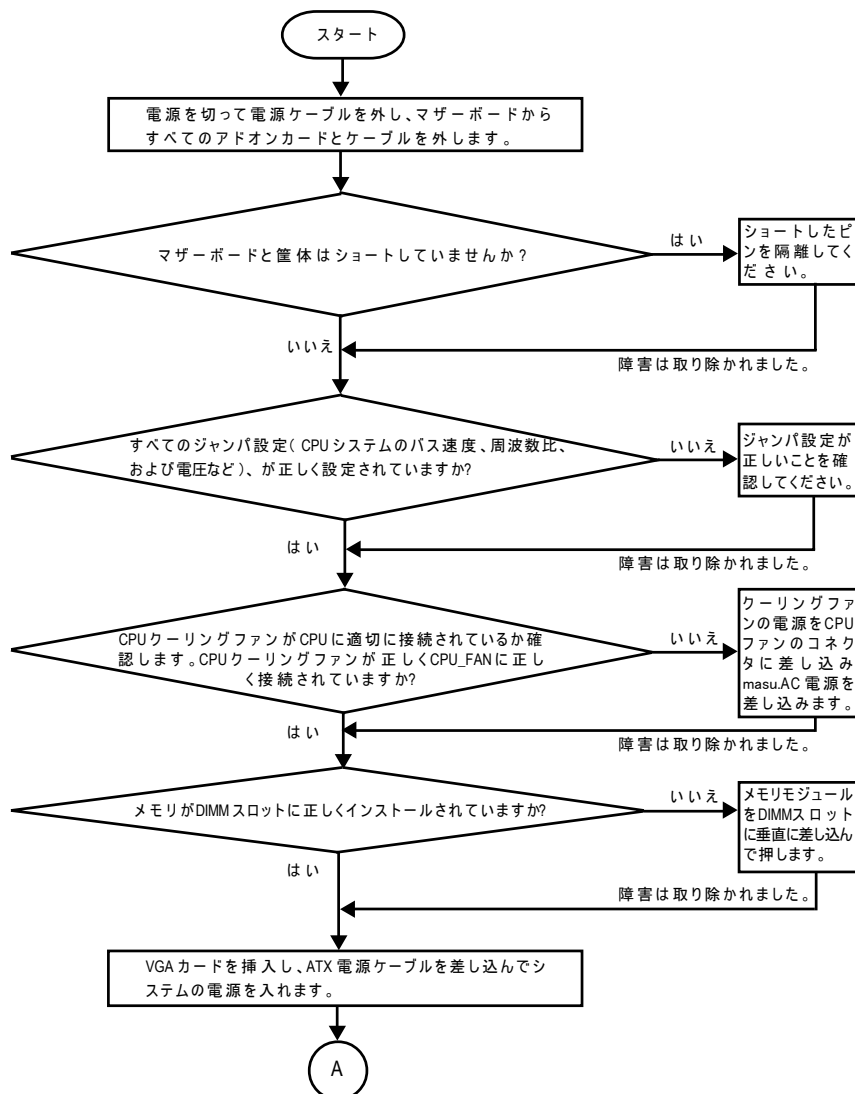 スタート
電源を切って電源ケーブルを外し、マザーボードから
すべてのアドオンカードとケーブルを外します。
マザーボードと筐体はショートしていませんか?
はい
ショートしたピ
ンを隔離してく
ださい。
いいえ
障害は取り除かれました。
すべてのジャンパ設定( CPUシステムのバス速度、周波数比、
および電圧など)、が正しく設定されていますか?
いいえ
ジャンパ設定が
正しいことを確
認してください。
はい
障害は取り除かれました。
CPUクーリングファンがCPUに適切に接続されているか確
認します。CPUクーリングファンが正しくCPU_FANに正し
く接続されていますか?
いいえ
クーリングファ
ンの電源をCPU
ファンのコネク
タに差し込み
masu.AC電源を
差し込みます。
はい
障害は取り除かれました。
メモリがDIMMスロットに正しくインストールされていますか?
いいえ
メモリモジュール
をDIMMスロット
に垂直に差し込ん
で押します。
はい
障害は取り除かれました。
VGAカードを挿入し、ATX電源ケーブルを差し込んでシ
ステムの電源を入れます。
A